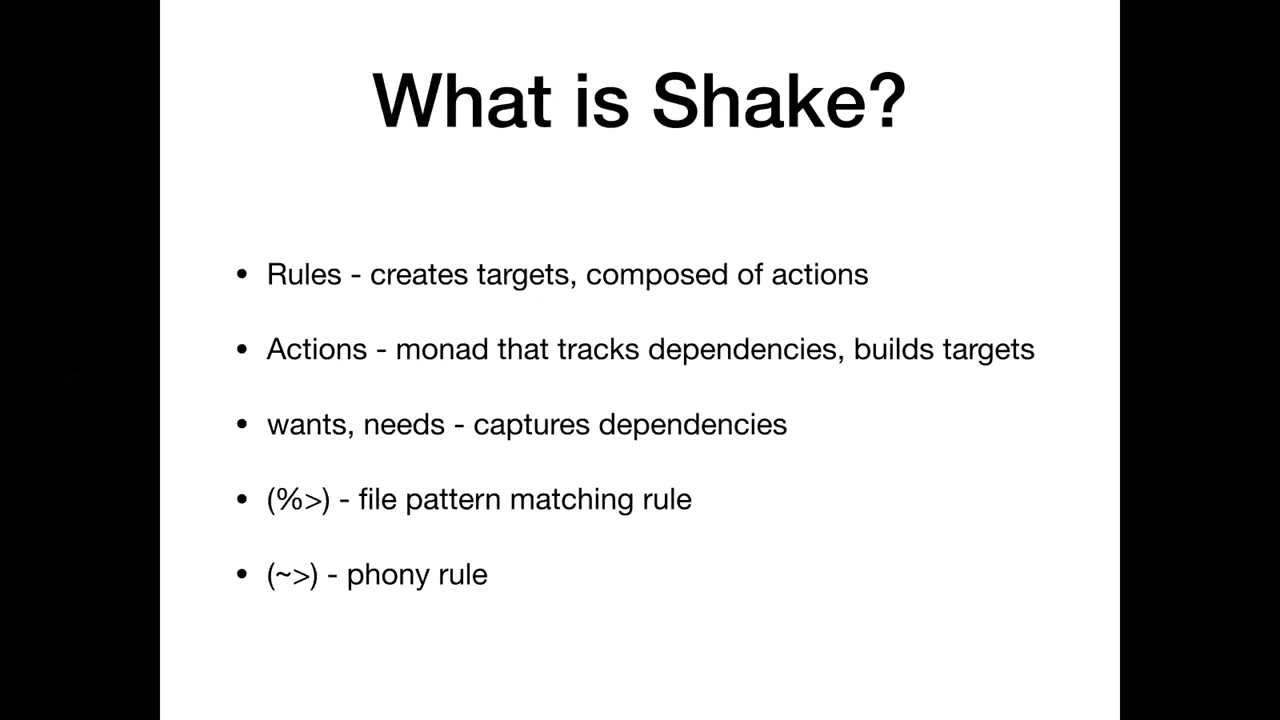 What is Shake?
• Rules - creates targets, composed of actions
• Actions - monad that tracks dependencies, builds targets
• wants, needs - captures dependencies
• (%>) - file pattern matching rule
• (~>) - phony rule